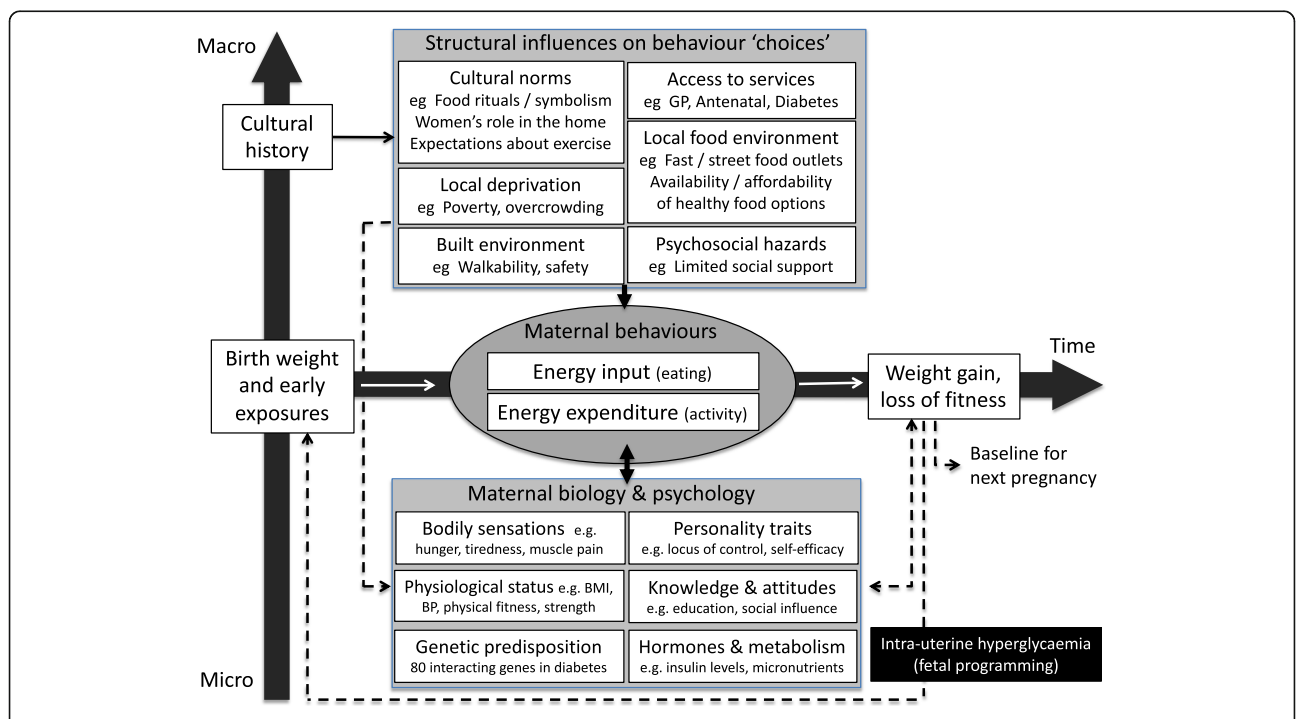 Macro
Cultural
history
Structural influences on behaviour ‘choices’
Cultural norms
eg Food rituals / symbolism
Women’s role in the home
Expectations about exercise
Access to services
eg GP, Antenatal, Diabetes
Local food environment
eg Fast / street food outlets
Availability / affordability
of healthy food options
Local deprivation
eg Poverty, overcrowding
Built environment
eg Walkability, safety
Psychosocial hazards
eg Limited social support
Birth weight
and early
exposures
Maternal behaviours
Energy input (eating)
Energy expenditure (activity)
Weight gain,
loss of fitness
Time
Baseline for
next pregnancy
Maternal biology & psychology
Bodily sensations e.g.
hunger, tiredness, muscle pain
Personality traits
e.g. locus of control, self-efficacy
Physiological status e.g. BMI,
BP, physical fitness, strength
Knowledge & attitudes
e.g. education, social influence
Genetic predisposition
80 interacting genes in diabetes
Hormones & metabolism
e.g. insulin levels, micronutrients
Intra-uterine hyperglycaemia
(fetal programming)
Micro